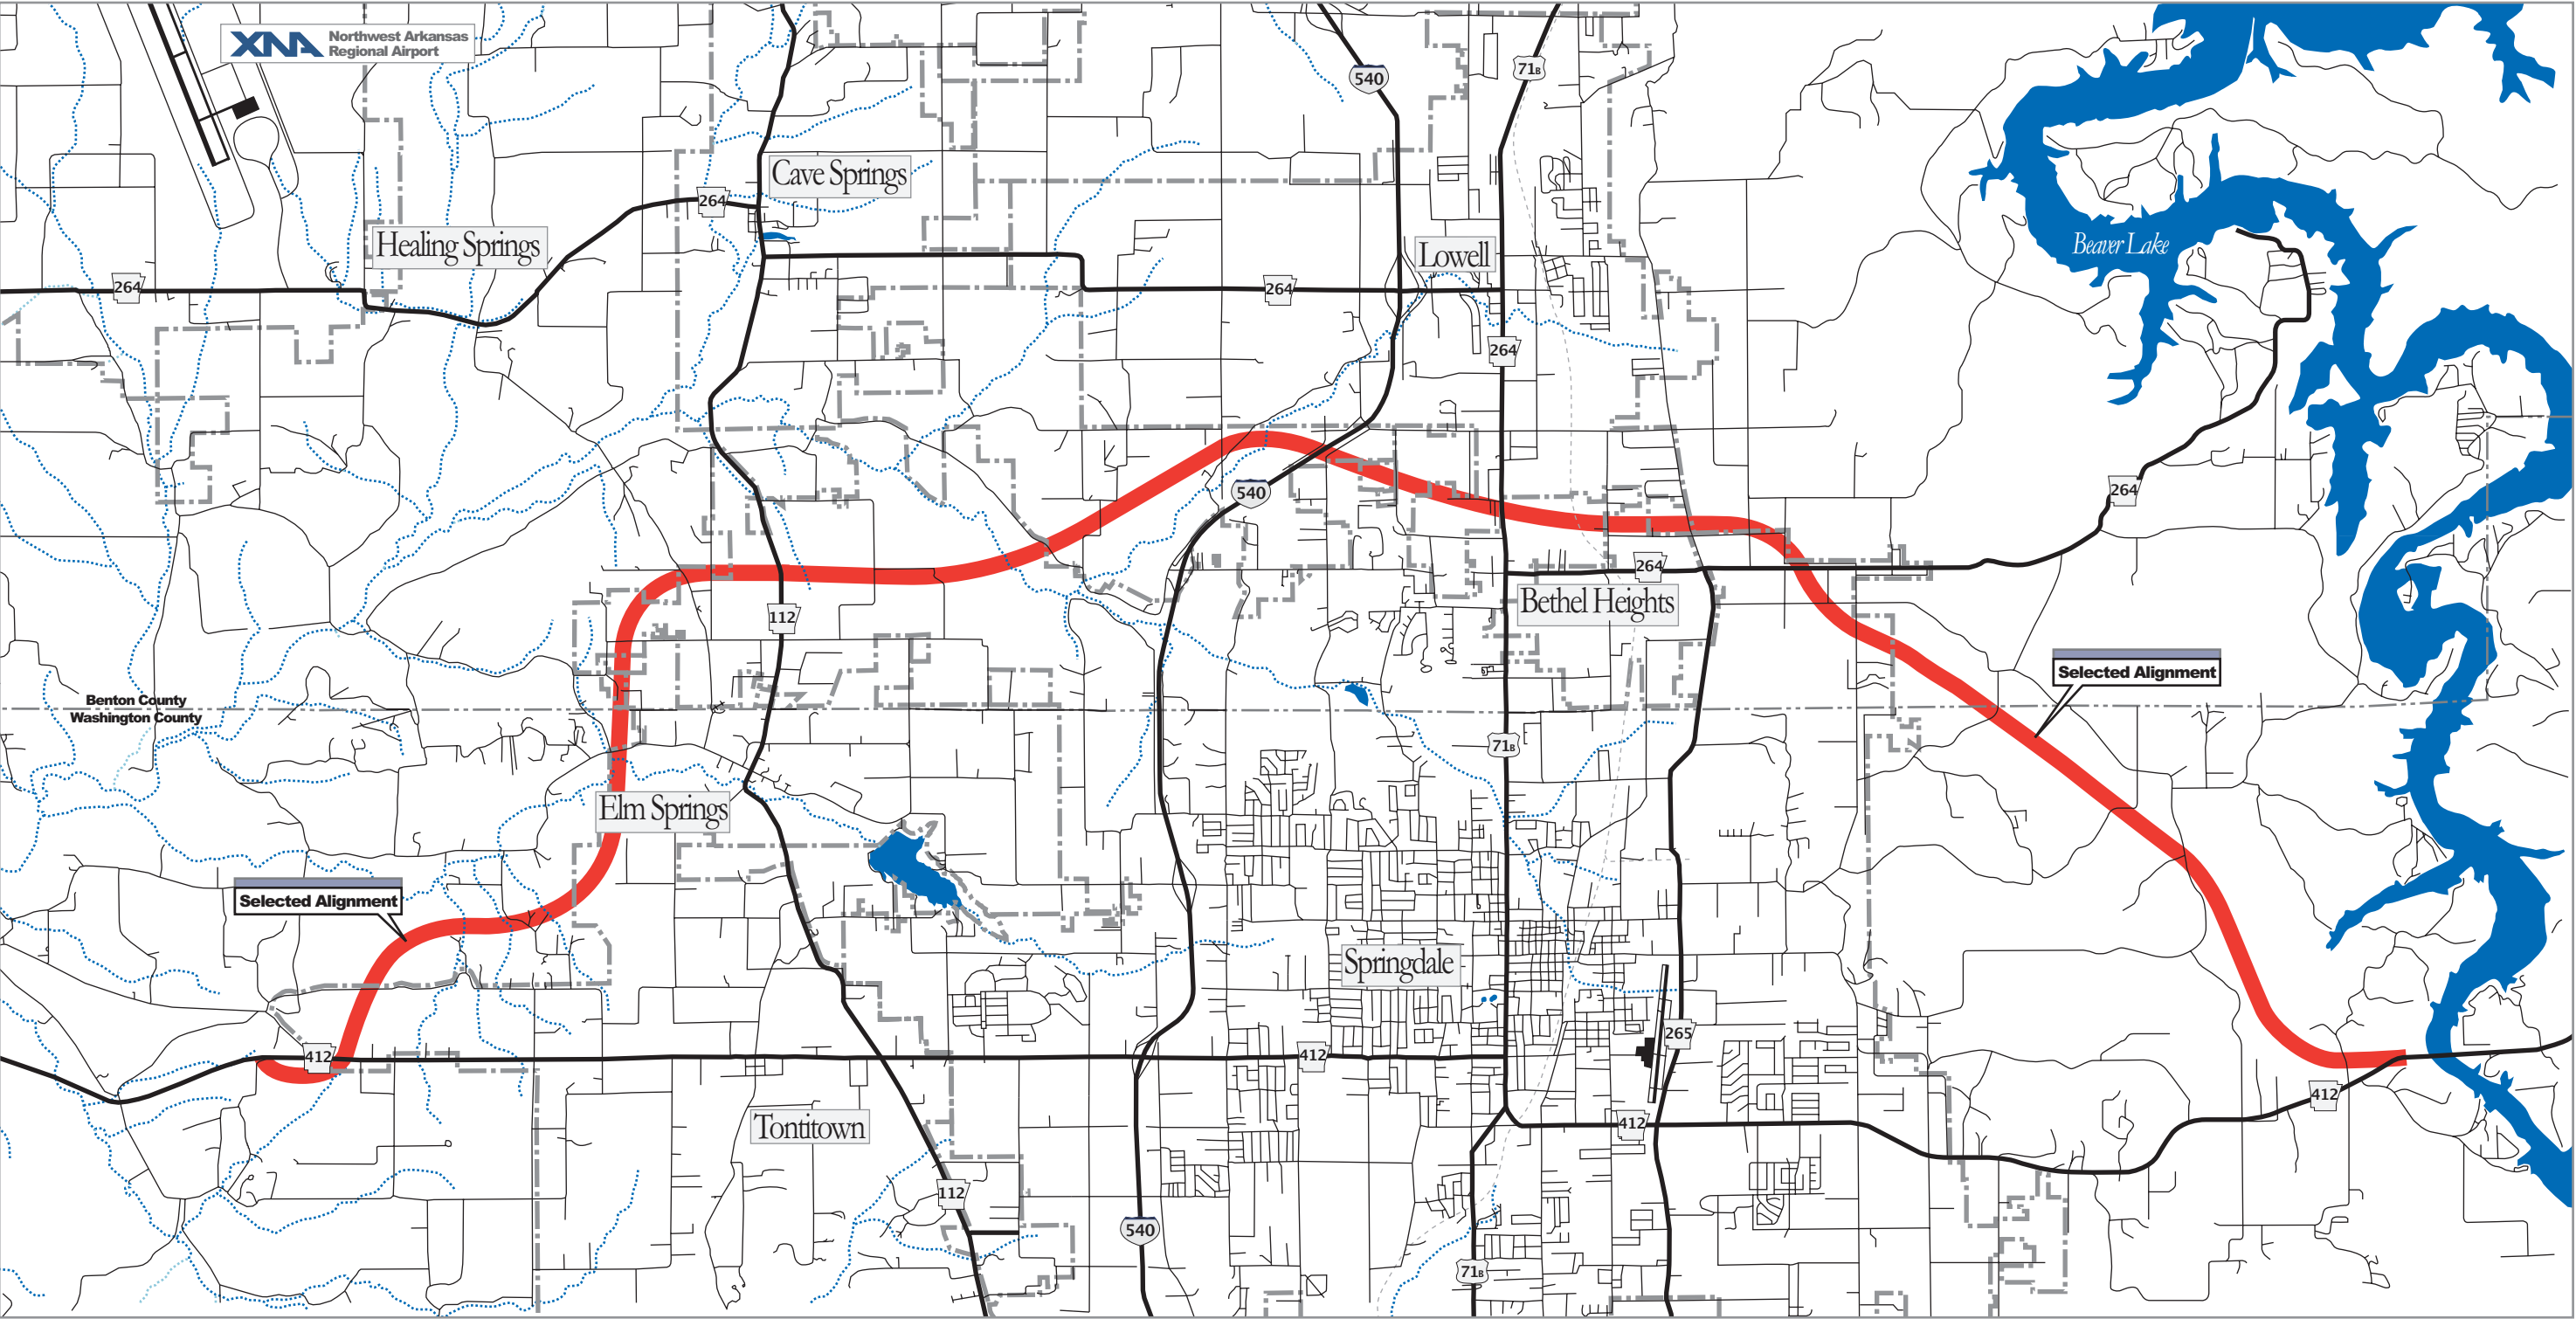 XNA Northwest Arkansas
Regional Airport
540
71B
Cave Springs
264
Healing Springs
Lowell
Beaver Lake
264
264
264
540
264
264
112
Bethel Heights
Selected Alignment
Benton County
Washington County
71B
Elm Springs
Selected Alignment
Springdale
265
412
412
412
412
Tontitown
112
540
71B